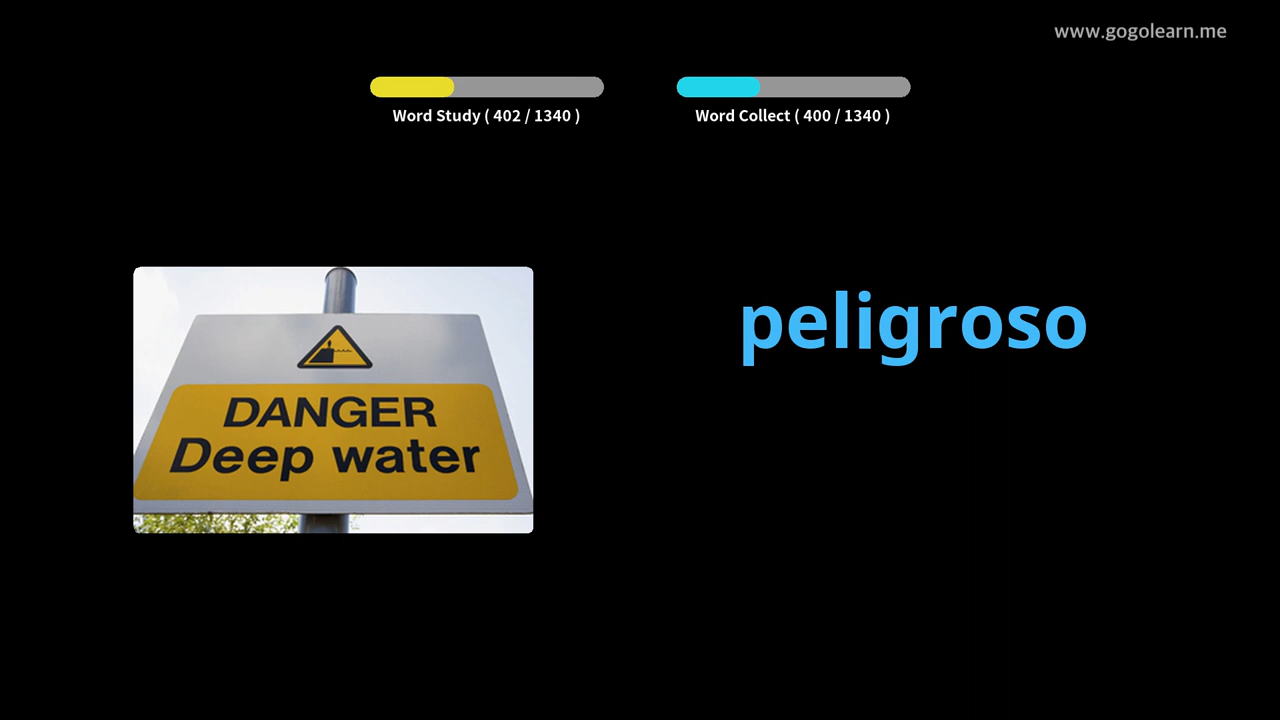 www.gogolearn.me
Word Study ( 402 / 1340 )
Word Collect ( 400 / 1340 )
DANGER
Deep water
peligroso